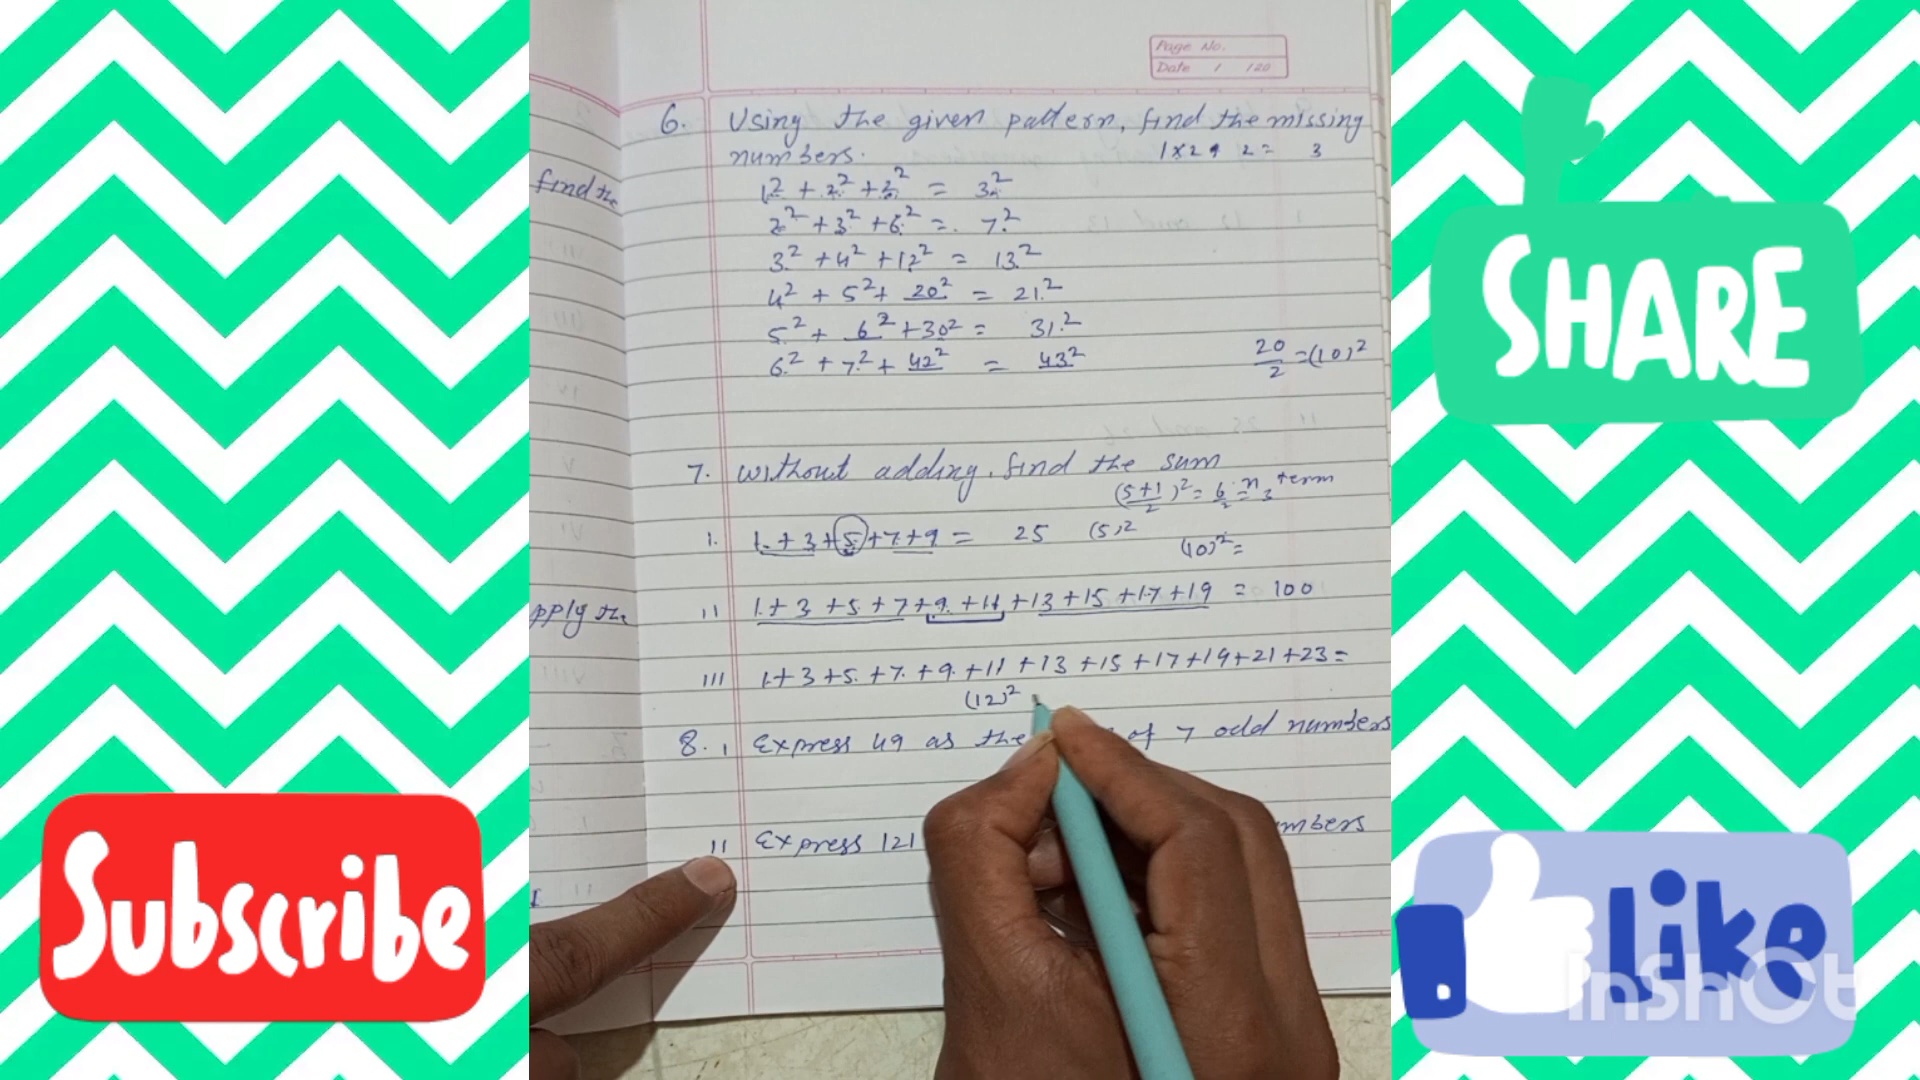 Page No.
Date / /20
6. Using the given pattern, find the missing
numbers. 1x2 = 2 3
find the
1² + 2² + 2² = 3²
2² + 3² + 6² = 7²
3² + 4² + 12² = 13²
4² + 5² + 20² = 21²
5² + 6² + 30² = 31²
6² + 7² + 42² = 43²
20/2 = (10)²
7. Without adding, find the sum
(5+1/2)² = 6/2 = 3 n term
i. 1 + 3 + 5 + 7 + 9 = 25 (5)²
(10)² =
ii 1 + 3 + 5 + 7 + 9 + 11 + 13 + 15 + 17 + 19 = 100
pply the
iii 1 + 3 + 5 + 7 + 9 + 11 + 13 + 15 + 17 + 19 + 21 + 23 =
(12)²
8. i Express 49 as the of 7 odd numbers
ii Express 121 mbers
Subscribe
SHARE
Like
InShOt